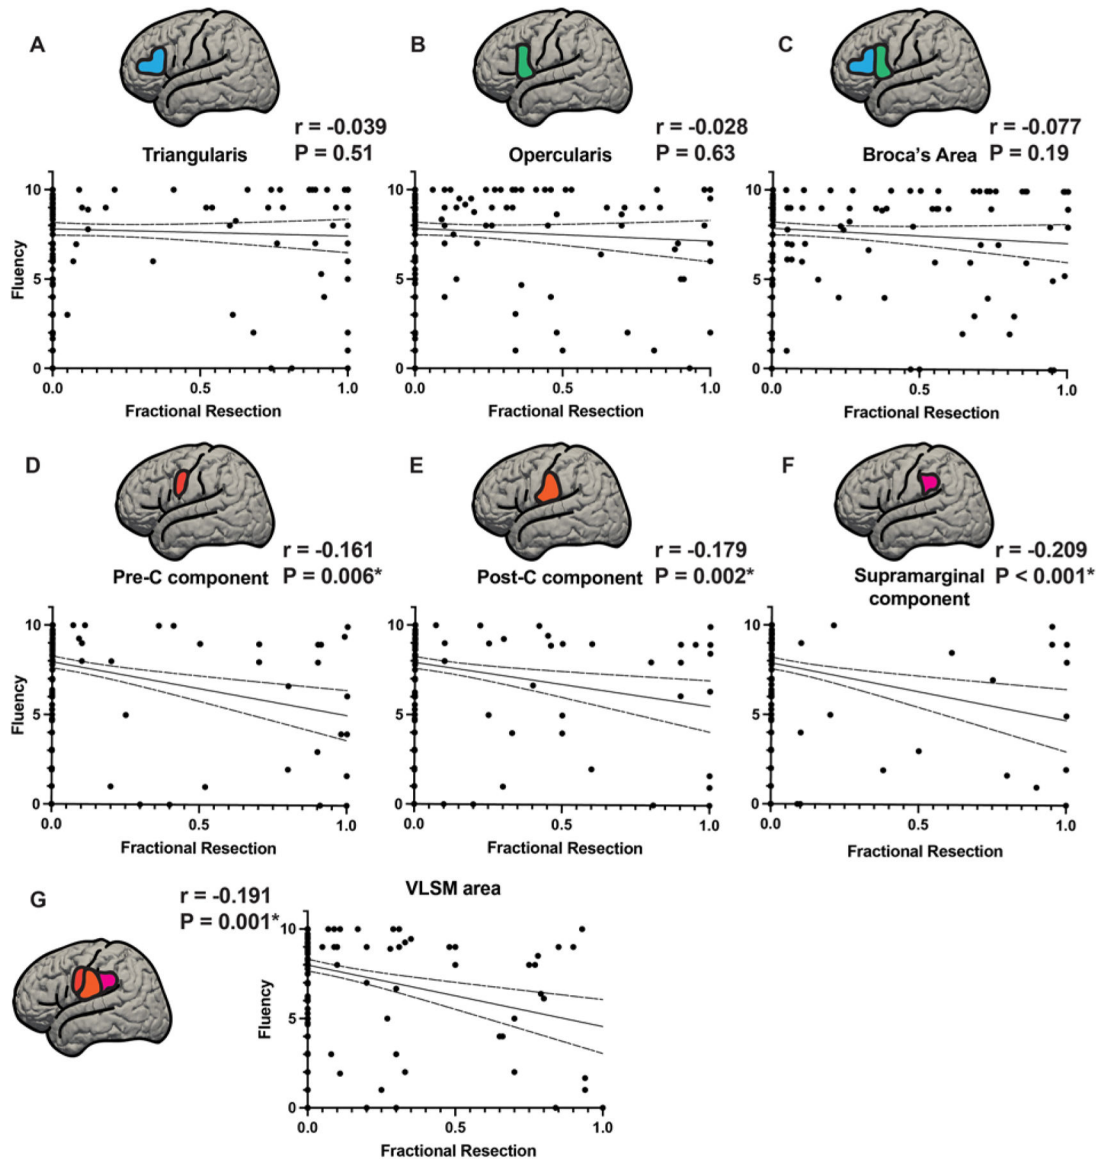 A
r = -0.039
P = 0.51
Triangularis
Fluency
10
5
0
0.0
0.5
1.0
Fractional Resection
B
r = -0.028
P = 0.63
Opercularis
10
5
0
0.0
0.5
1.0
Fractional Resection
C
r = -0.077
P = 0.19
Broca's Area
10
5
0
0.0
0.5
1.0
Fractional Resection
D
r = -0.161
P = 0.006*
Pre-C component
Fluency
10
5
0
0.0
0.5
1.0
Fractional Resection
E
r = -0.179
P = 0.002*
Post-C component
10
5
0
0.0
0.5
1.0
Fractional Resection
F
r = -0.209
P < 0.001*
Supramarginal
component
10
5
0
0.0
0.5
1.0
Fractional Resection
G
r = -0.191
P = 0.001*
VLSM area
Fluency
10
5
0
0.0
0.5
1.0
Fractional Resection